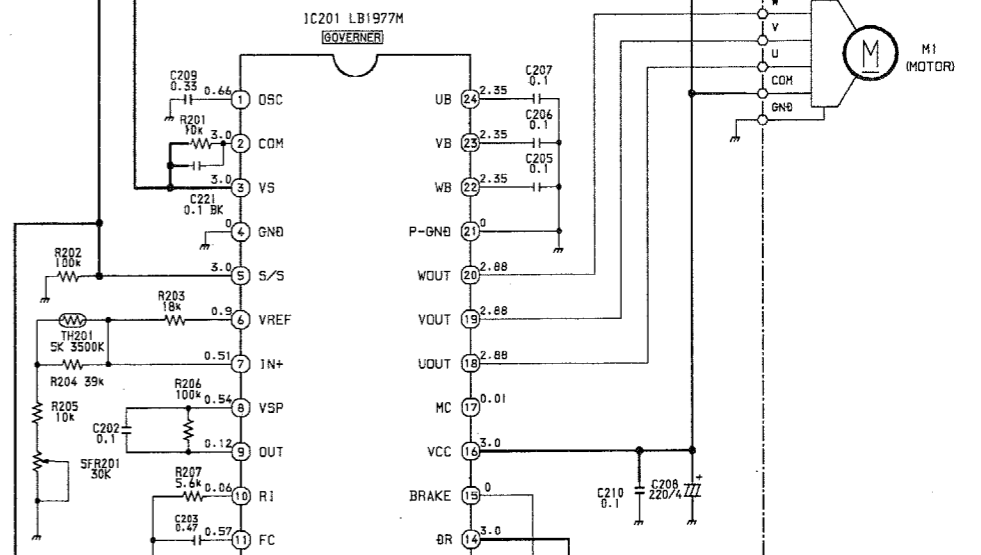 IC201 LB1977M
GOVERNER
C209
0.33
0.66
1 OSC
R201
10k
3.0
2 COM
3.0
3 VS
C221
0.1 BK
0
4 GND
R202
100k
3.0
5 S/S
R203
18k
0.9
6 VREF
TH201
5K 3500K
0.51
7 IN+
R204 39k
R206
100k
0.54
8 VSP
R205
10k
C202
0.1
0.12
9 OUT
SFR201
30K
R207
5.6k
0.06
10 RI
C203
0.47
0.57
11 FC
UB 24 2.35
C207
0.1
C206
0.1
VB 23 2.35
C205
0.1
WB 22 2.35
P-GND 21 0
WOUT 20 2.88
VOUT 19 2.88
UOUT 18 2.88
MC 17 0.01
VCC 16 3.0
C210
0.1
C208
220/4
+
BRAKE 15 0
BR 14 3.0
W
V
U
COM
GND
M
M1
(MOTOR)